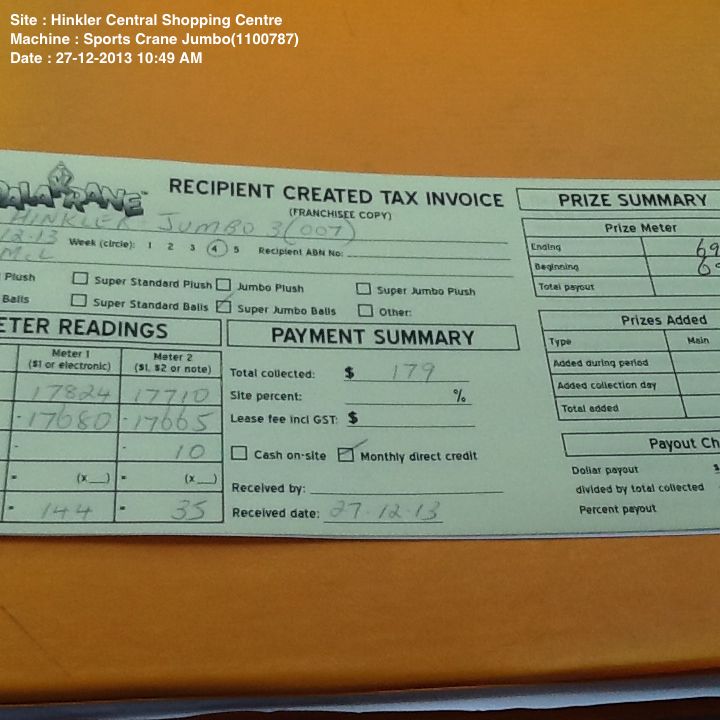 Site : Hinkler Central Shopping Centre
Machine : Sports Crane Jumbo(1100787)
Date : 27-12-2013 10:49 AM
RECIPIENT CREATED TAX INVOICE
(FRANCHISEE COPY)
HINKLER JUMBO 3(007)
12.13 Week (circle): 1 2 3 4 5 Recipient ABN No:
Plush Super Standard Plush Jumbo Plush Super Jumbo Plush
Balls Super Standard Balls Super Jumbo Balls Other:
ETER READINGS
Meter 1 Meter 2
($1 or electronic) ($1, $2 or note)
17824 17710
-17680 -17665
- - 10
= (x__) = (x__)
= 144 = 35
PAYMENT SUMMARY
Total collected: $ 179
Site percent: %
Lease fee incl GST: $
Cash on-site Monthly direct credit
Received by:
Received date: 27.12.13
PRIZE SUMMARY
Prize Meter
Ending 69
Beginning 6
Total payout
Prizes Added
Type Main
Added during period
Added collection day
Total added
Payout Ch
Dollar payout
divided by total collected
Percent payout